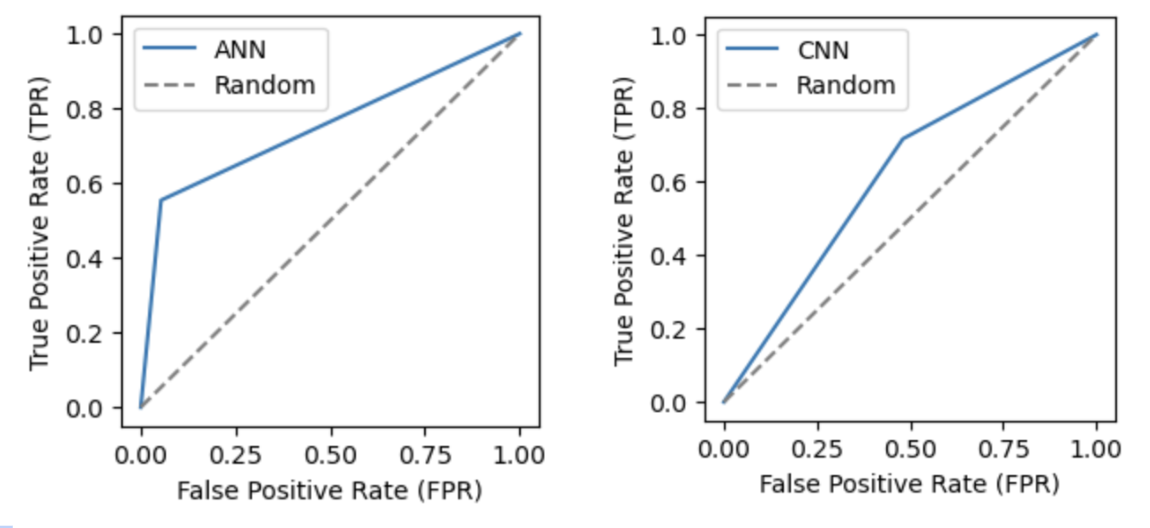 ANN
Random
True Positive Rate (TPR)
1.0
0.8
0.6
0.4
0.2
0.0
0.00 0.25 0.50 0.75 1.00
False Positive Rate (FPR)
CNN
Random
True Positive Rate (TPR)
1.0
0.8
0.6
0.4
0.2
0.0
0.00 0.25 0.50 0.75 1.00
False Positive Rate (FPR)